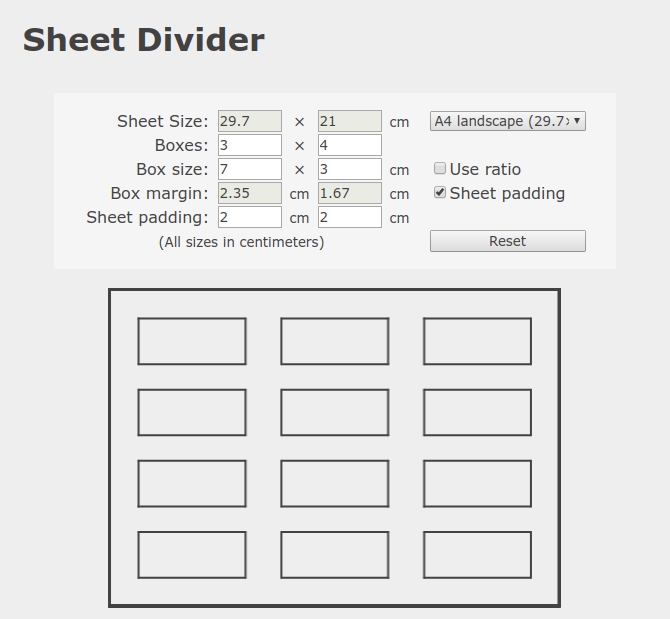 Sheet Divider
Sheet Size: 29.7 × 21 cm A4 landscape (29.7×
Boxes: 3 × 4
Box size: 7 × 3 cm Use ratio
Box margin: 2.35 cm 1.67 cm Sheet padding
Sheet padding: 2 cm 2 cm
(All sizes in centimeters) Reset